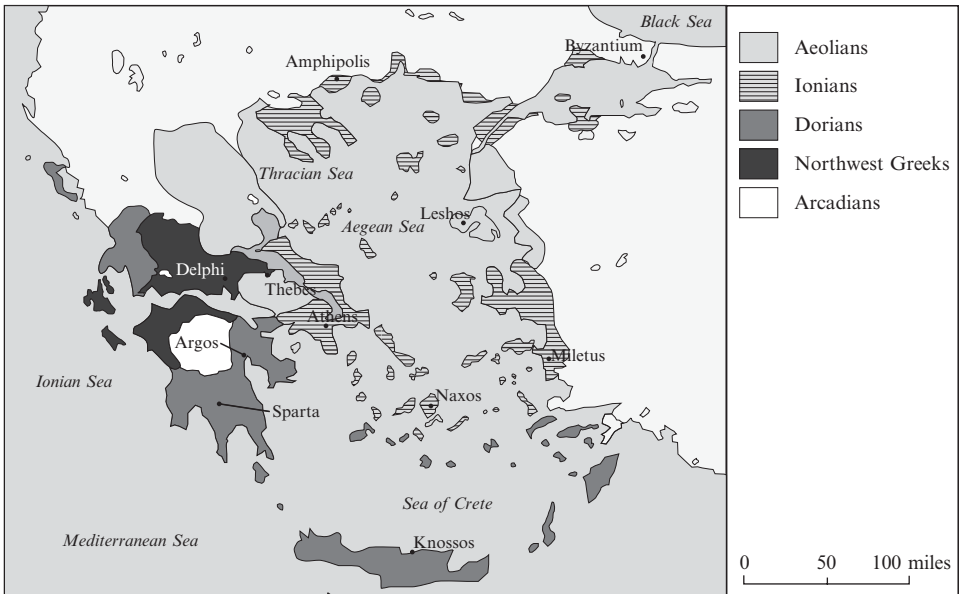 Black Sea
Byzantium
Amphipolis
Thracian Sea
Leshos
Aegean Sea
Delphi
Thebes
Athens
Argos
Miletus
Ionian Sea
Naxos
Sparta
Sea of Crete
Mediterranean Sea
Knossos
Aeolians
Ionians
Dorians
Northwest Greeks
Arcadians
0 50 100 miles